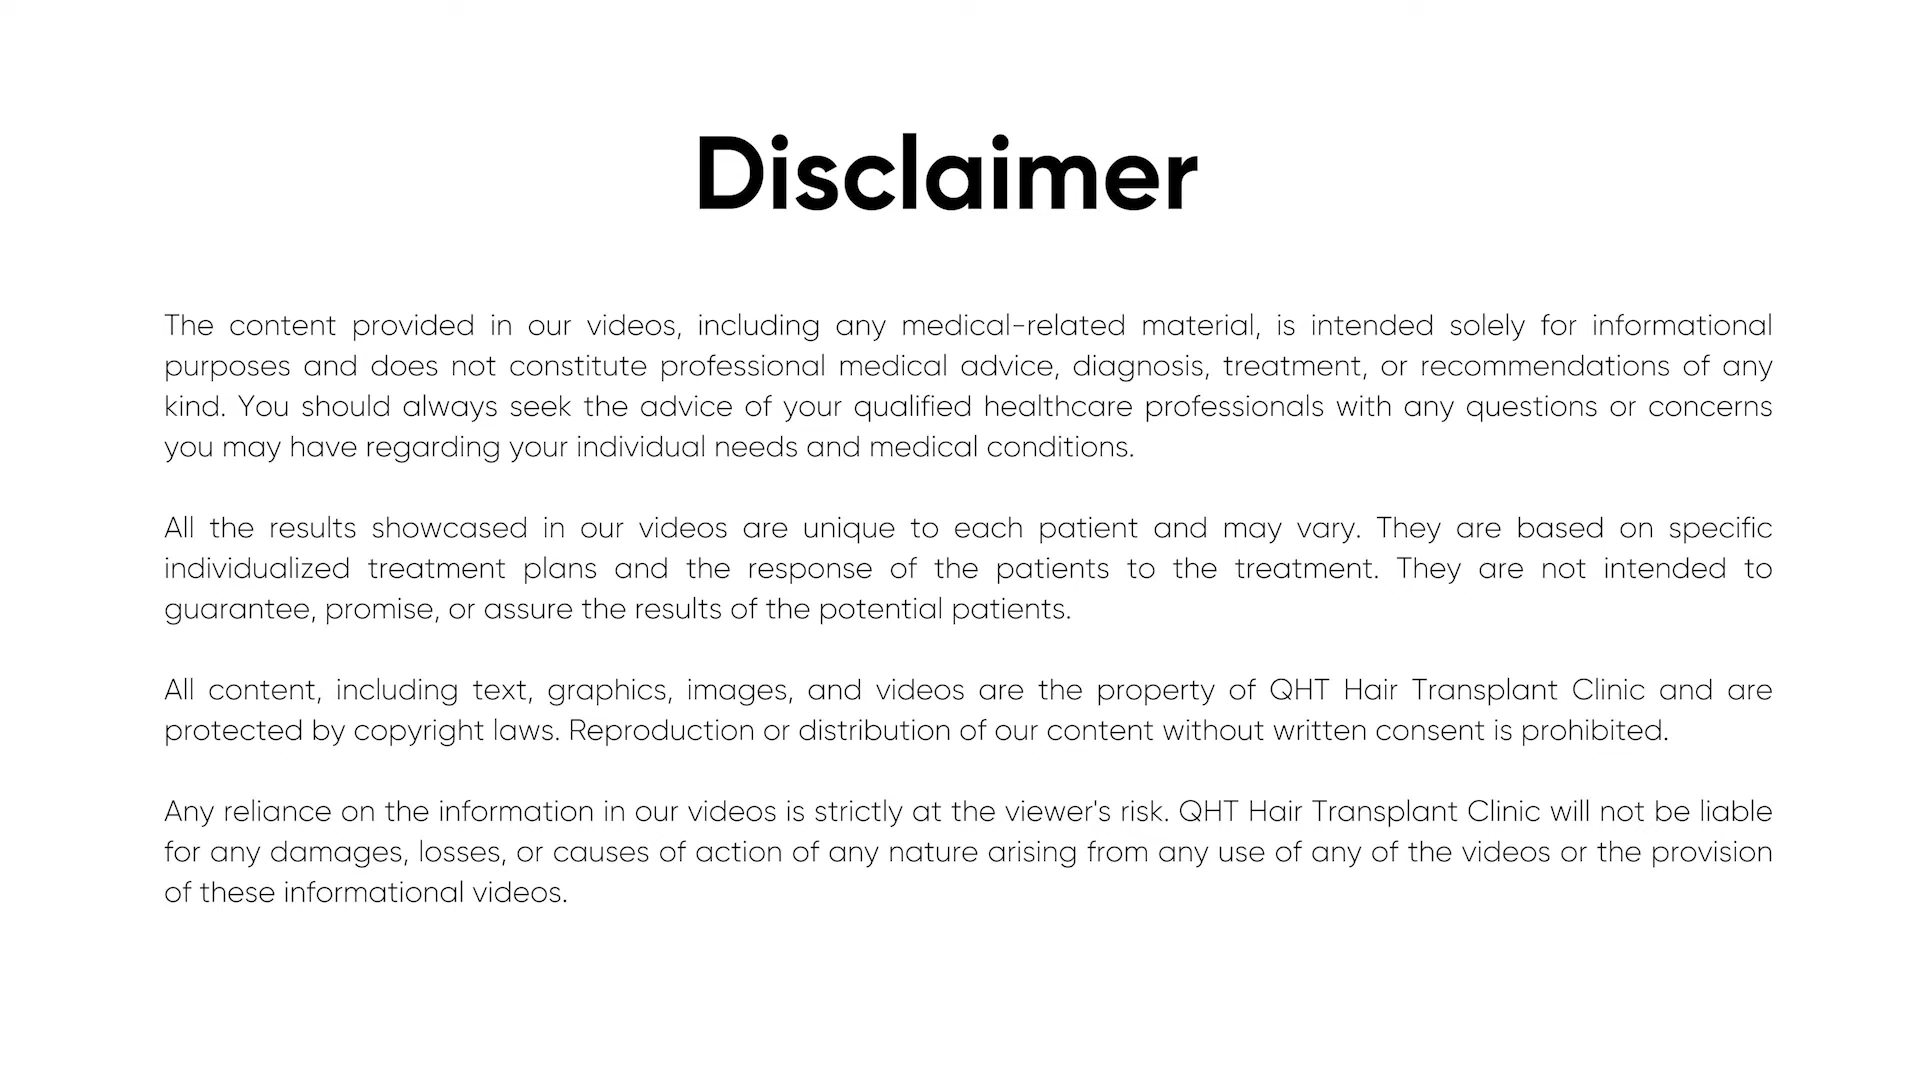 Disclaimer
The content provided in our videos, including any medical-related material, is intended solely for informational
purposes and does not constitute professional medical advice, diagnosis, treatment, or recommendations of any
kind. You should always seek the advice of your qualified healthcare professionals with any questions or concerns
you may have regarding your individual needs and medical conditions.
All the results showcased in our videos are unique to each patient and may vary. They are based on specific
individualized treatment plans and the response of the patients to the treatment. They are not intended to
guarantee, promise, or assure the results of the potential patients.
All content, including text, graphics, images, and videos are the property of QHT Hair Transplant Clinic and are
protected by copyright laws. Reproduction or distribution of our content without written consent is prohibited.
Any reliance on the information in our videos is strictly at the viewer's risk. QHT Hair Transplant Clinic will not be liable
for any damages, losses, or causes of action of any nature arising from any use of any of the videos or the provision
of these informational videos.